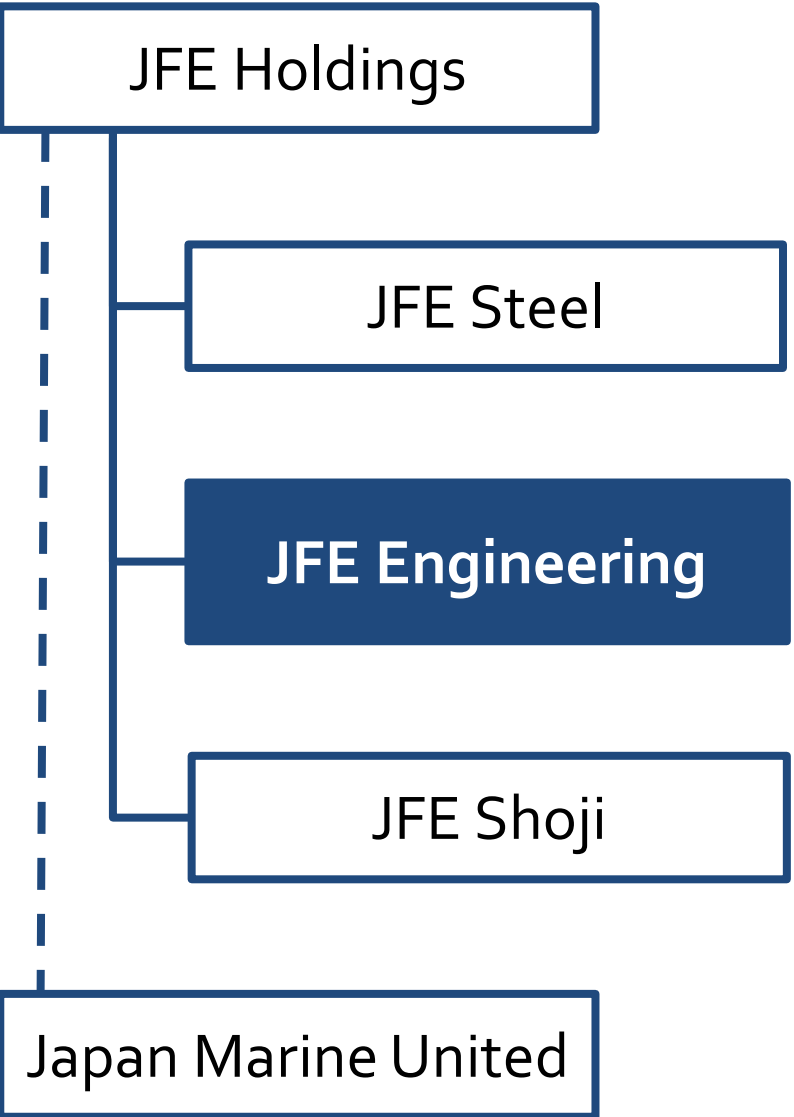 JFE Holdings
JFE Steel
JFE Engineering
JFE Shoji
Japan Marine United